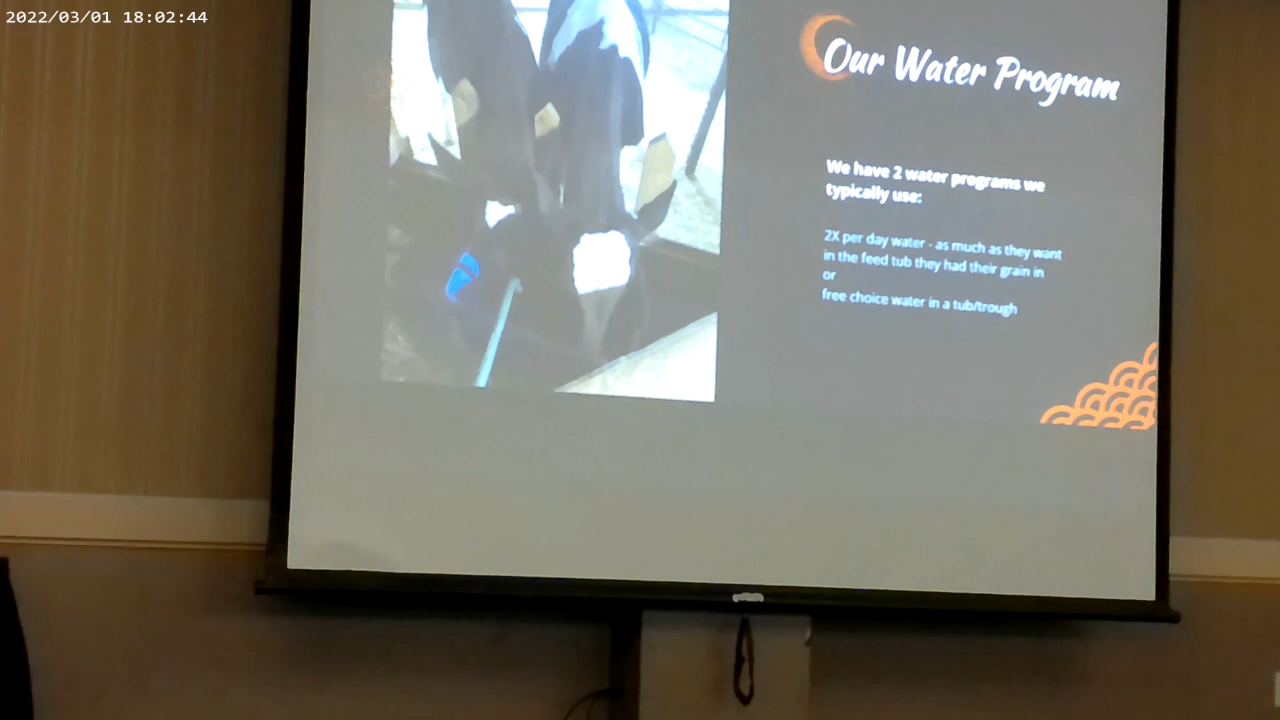 2022/03/01 18:02:44
Our Water Program
We have 2 water programs we
typically use:
2X per day water - as much as they want
in the feed tub they had their grain in
or
free choice water in a tub/trough